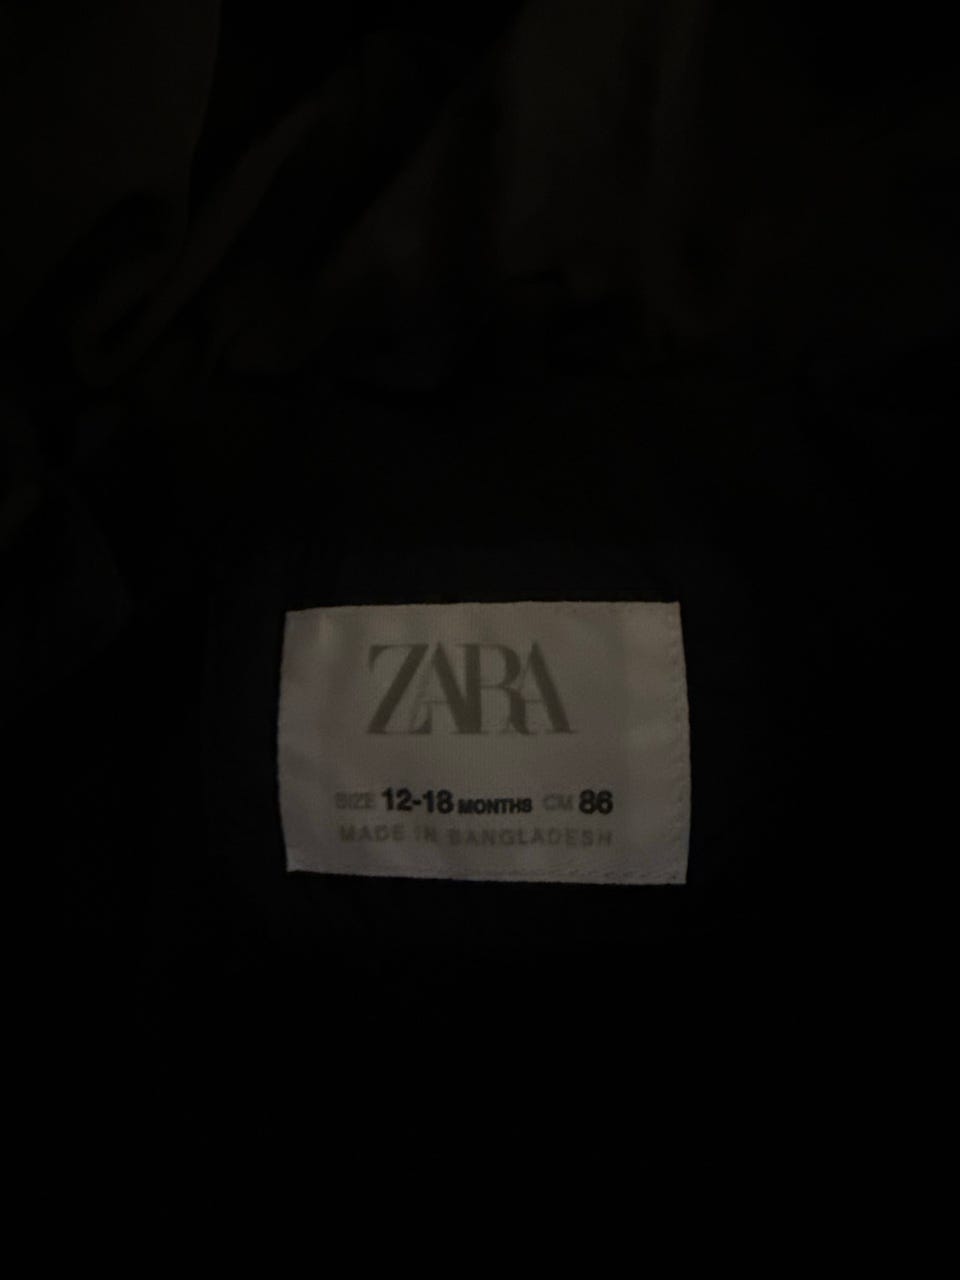 ZARA
SIZE 12-18 MONTHS CM 86
MADE IN BANGLADESH